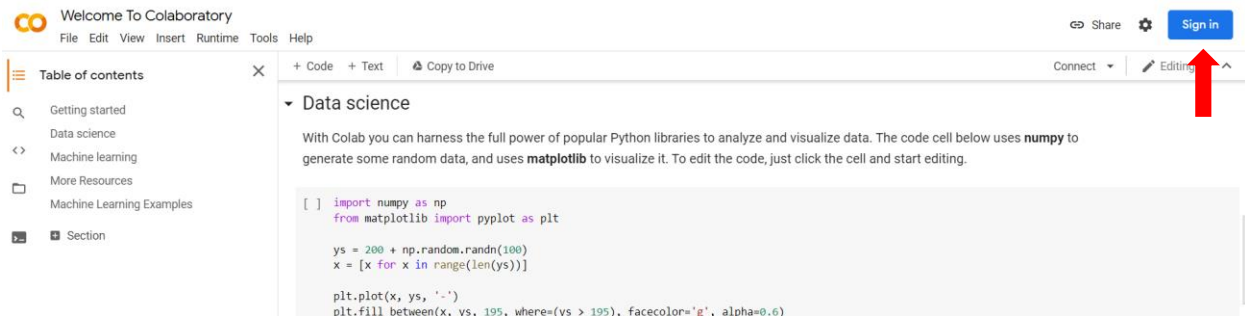 Welcome To Colaboratory
File Edit View Insert Runtime Tools Help
Share
Sign in
Table of contents
Getting started
Data science
Machine learning
More Resources
Machine Learning Examples
Section
+ Code + Text Copy to Drive
Connect
Editing
Data science
With Colab you can harness the full power of popular Python libraries to analyze and visualize data. The code cell below uses numpy to
generate some random data, and uses matplotlib to visualize it. To edit the code, just click the cell and start editing.
[ ] import numpy as np
from matplotlib import pyplot as plt
ys = 200 + np.random.randn(100)
x = [x for x in range(len(ys))]
plt.plot(x, ys, '-')
plt.fill_between(x, ys, 195, where=(ys > 195), facecolor='g', alpha=0.6)